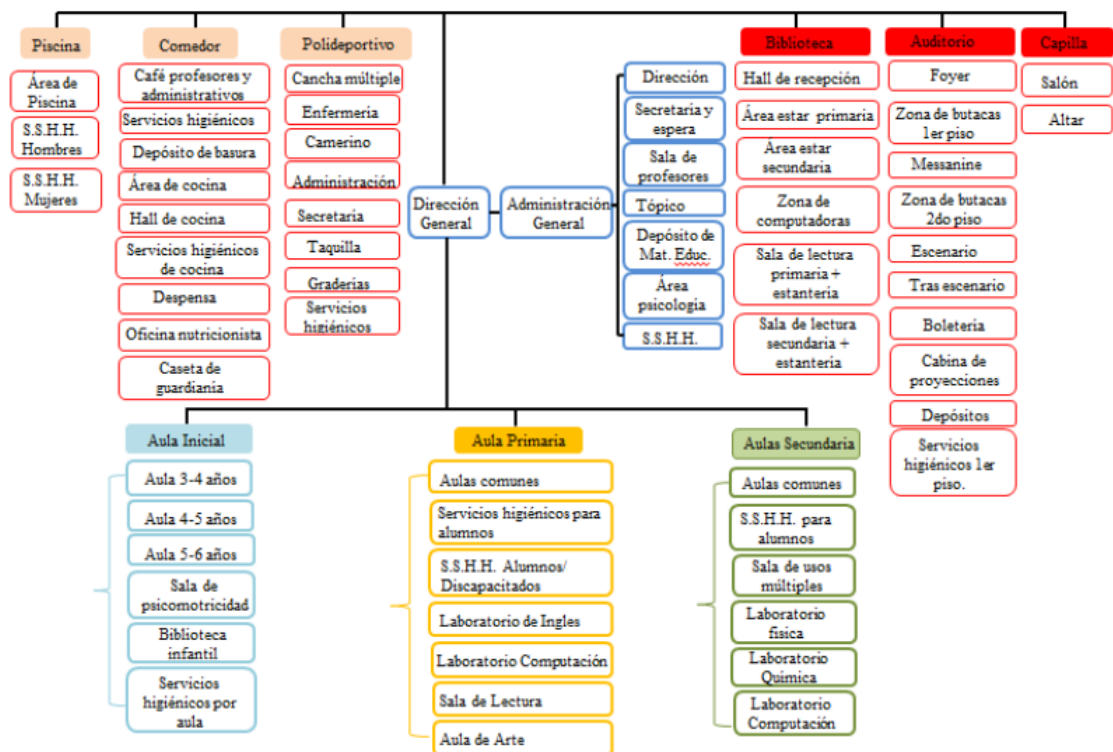 Piscina
Área de
Piscina
S.S.H.H.
Hombres
S.S.H.H.
Mujeres
Comedor
Café profesores y
administrativos
Servicios higiénicos
Depósito de basura
Área de cocina
Hall de cocina
Servicios higiénicos
de cocina
Despensa
Oficina nutricionista
Caseta de
guardiania
Polideportivo
Cancha múltiple
Enfermeria
Camerino
Administración
Secretaria
Taquilla
Graderías
Servicios
higiénicos
Dirección
General
Administración
General
Dirección
Secretaria y
espera
Sala de
profesores
Tópico
Depósito de
Mat. Educ.
Área
psicologia
S.S.H.H.
Biblioteca
Hall de recepción
Área estar primaria
Área estar
secundaria
Zona de
computadoras
Sala de lectura
primaria +
estantería
Sala de lectura
secundaria +
estantería
Auditorio
Foyer
Zona de butacas
1er piso
Messanine
Zona de butacas
2do piso
Escenario
Tras escenario
Boletería
Cabina de
proyecciones
Depósitos
Servicios
higiénicos 1er
piso.
Capilla
Salón
Altar
Aula Inicial
Aula 3-4 años
Aula 4-5 años
Aula 5-6 años
Sala de
psicomotricidad
Biblioteca
infantil
Servicios
higiénicos por
aula
Aula Primaria
Aulas comunes
Servicios higiénicos para
alumnos
S.S.H.H. Alumnos/
Discapacitados
Laboratorio de Ingles
Laboratorio Computación
Sala de Lectura
Aula de Arte
Aulas Secundaria
Aulas comunes
S.S.H.H. para
alumnos
Sala de usos
múltiples
Laboratorio
fisica
Laboratorio
Química
Laboratorio
Computación